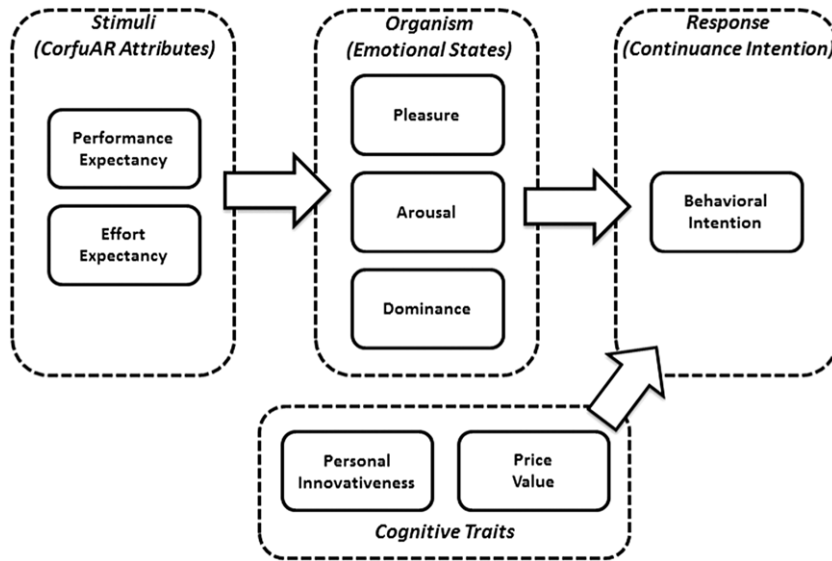 Stimuli
(CorfuAR Attributes)
Performance
Expectancy
Effort
Expectancy
Organism
(Emotional States)
Pleasure
Arousal
Dominance
Response
(Continuance Intention)
Behavioral
Intention
Personal
Innovativeness
Price
Value
Cognitive Traits